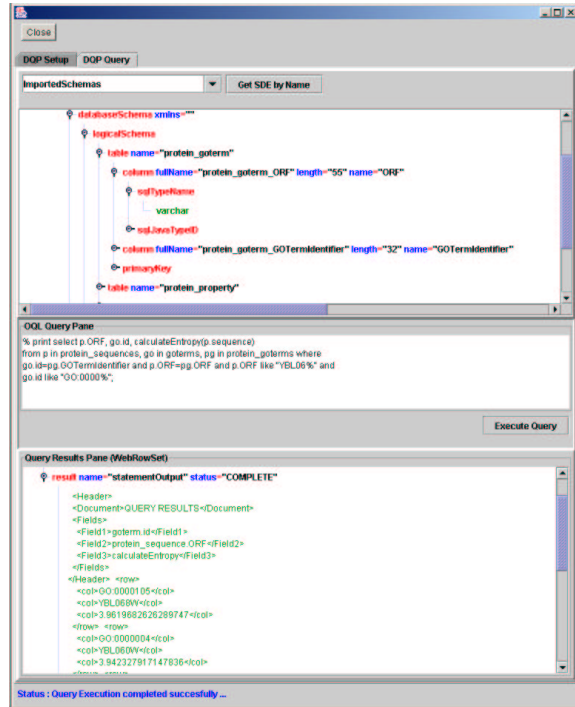 Close
DQP Setup DQP Query
ImportedSchemas Get SDE by Name
databaseSchema xmlns=""
logicalSchema
table name="protein_goterm"
column fullName="protein_goterm_ORF" length="55" name="ORF"
sqlTypeName
varchar
sqlJavaTypeID
column fullName="protein_goterm_GOTermIdentifier" length="32" name="GOTermIdentifier"
primaryKey
table name="protein_property"
OQL Query Pane
% print select p.ORF, go.id, calculateEntropy(p.sequence)
from p in protein_sequences, go in goterms, pg in protein_goterms where
go.id=pg.GOTermIdentifier and p.ORF=pg.ORF and p.ORF like "YBL06%" and
go.id like "GO:0000%";
Execute Query
Query Results Pane (WebRowSet)
result name="statementOutput" status="COMPLETE"
<Header>
<Document>QUERY RESULTS</Document>
<Fields>
<Field1>goterm.id</Field1>
<Field2>protein_sequence.ORF</Field2>
<Field3>calculateEntropy</Field3>
</Fields>
</Header> <row>
<col>GO:0000105</col>
<col>YBL068W</col>
<col>3.9619682626289747</col>
</row> <row>
<col>GO:0000004</col>
<col>YBL060W</col>
<col>3.942327917147836</col>
</row> <row>
Status : Query Execution completed succesfully ...